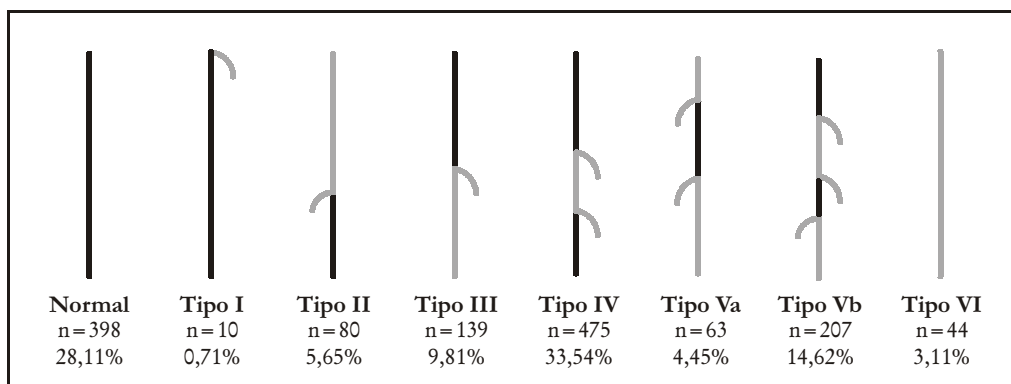 Normal Tipo I Tipo II Tipo III Tipo IV Tipo Va Tipo Vb Tipo VI
n=398 n=10 n=80 n=139 n=475 n=63 n=207 n=44
28,11% 0,71% 5,65% 9,81% 33,54% 4,45% 14,62% 3,11%